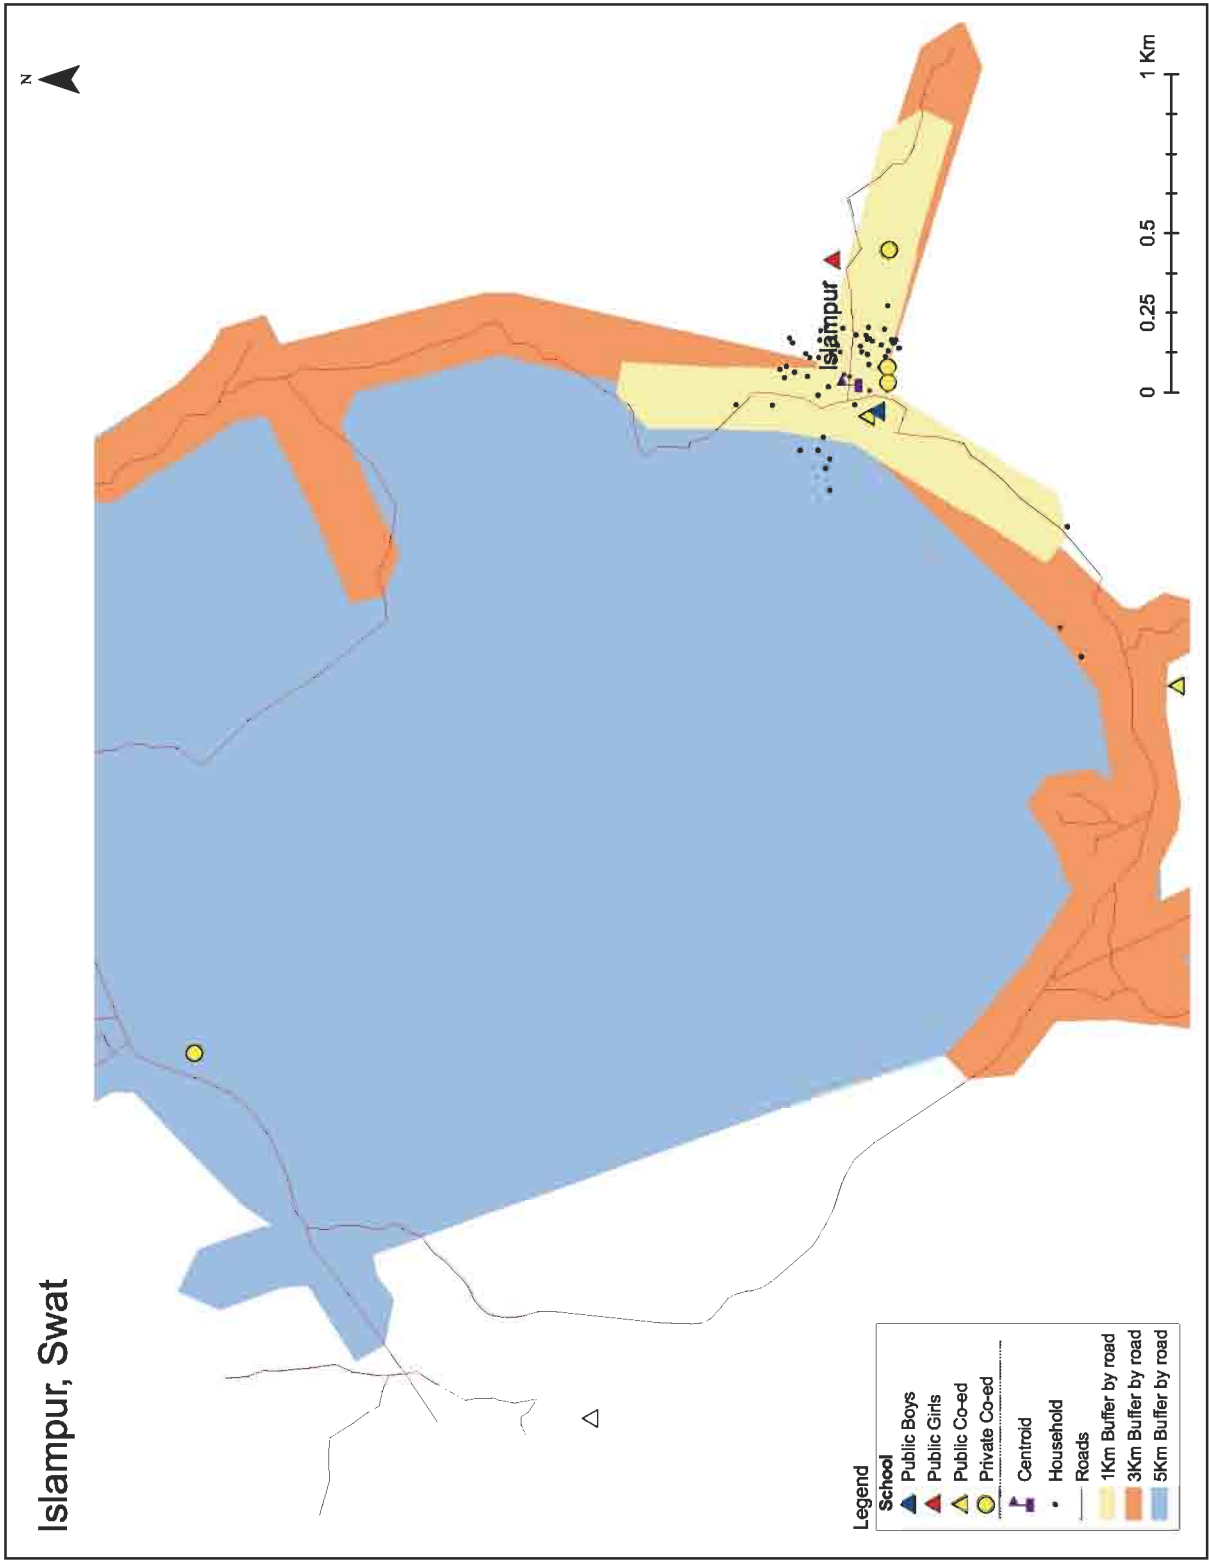 Islampur, Swat
N
Islampur
Legend
School
Public Boys
Public Girls
Public Co-ed
Private Co-ed
Centroid
Household
Roads
1Km Buffer by road
3Km Buffer by road
5Km Buffer by road
0 0.25 0.5 1 Km